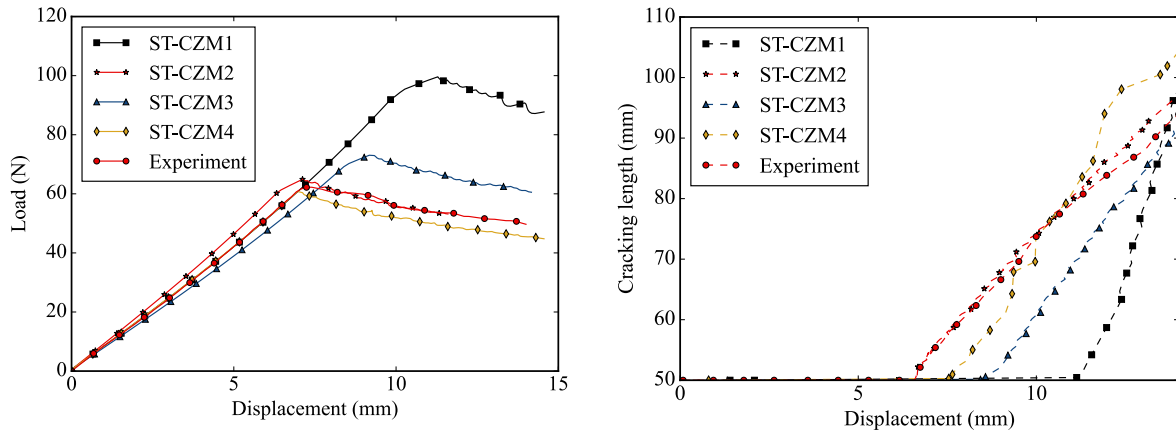 120
100
80
60
40
20
0
0
5
10
15
Load (N)
Displacement (mm)
ST-CZM1
ST-CZM2
ST-CZM3
ST-CZM4
Experiment
110
100
90
80
70
60
50
0
5
10
Cracking length (mm)
Displacement (mm)
ST-CZM1
ST-CZM2
ST-CZM3
ST-CZM4
Experiment